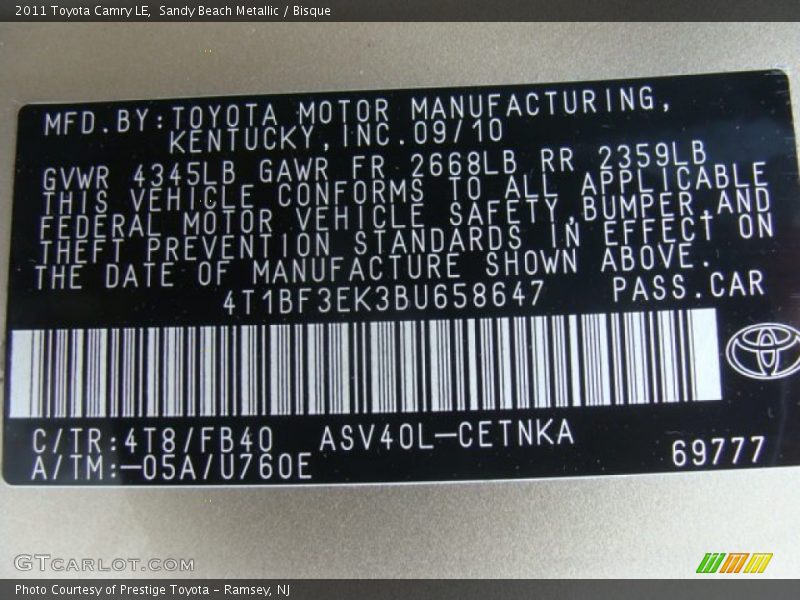 2011 Toyota Camry LE,  Sandy Beach Metallic / Bisque
MFD.BY:TOYOTA MOTOR MANUFACTURING,
KENTUCKY,INC.09/10
GVWR 4345LB GAWR FR 2668LB RR 2359LB
THIS VEHICLE CONFORMS TO ALL APPLICABLE
FEDERAL MOTOR VEHICLE SAFETY,BUMPER,AND
THEFT PREVENTION STANDARDS IN EFFECT ON
THE DATE OF MANUFACTURE SHOWN ABOVE.
4T1BF3EK3BU658647 PASS.CAR
C/TR:4T8/FB40 ASV40L-CETNKA
A/TM:-05A/U760E 69777
GTCARLOT.COM
Photo Courtesy of Prestige Toyota - Ramsey, NJ